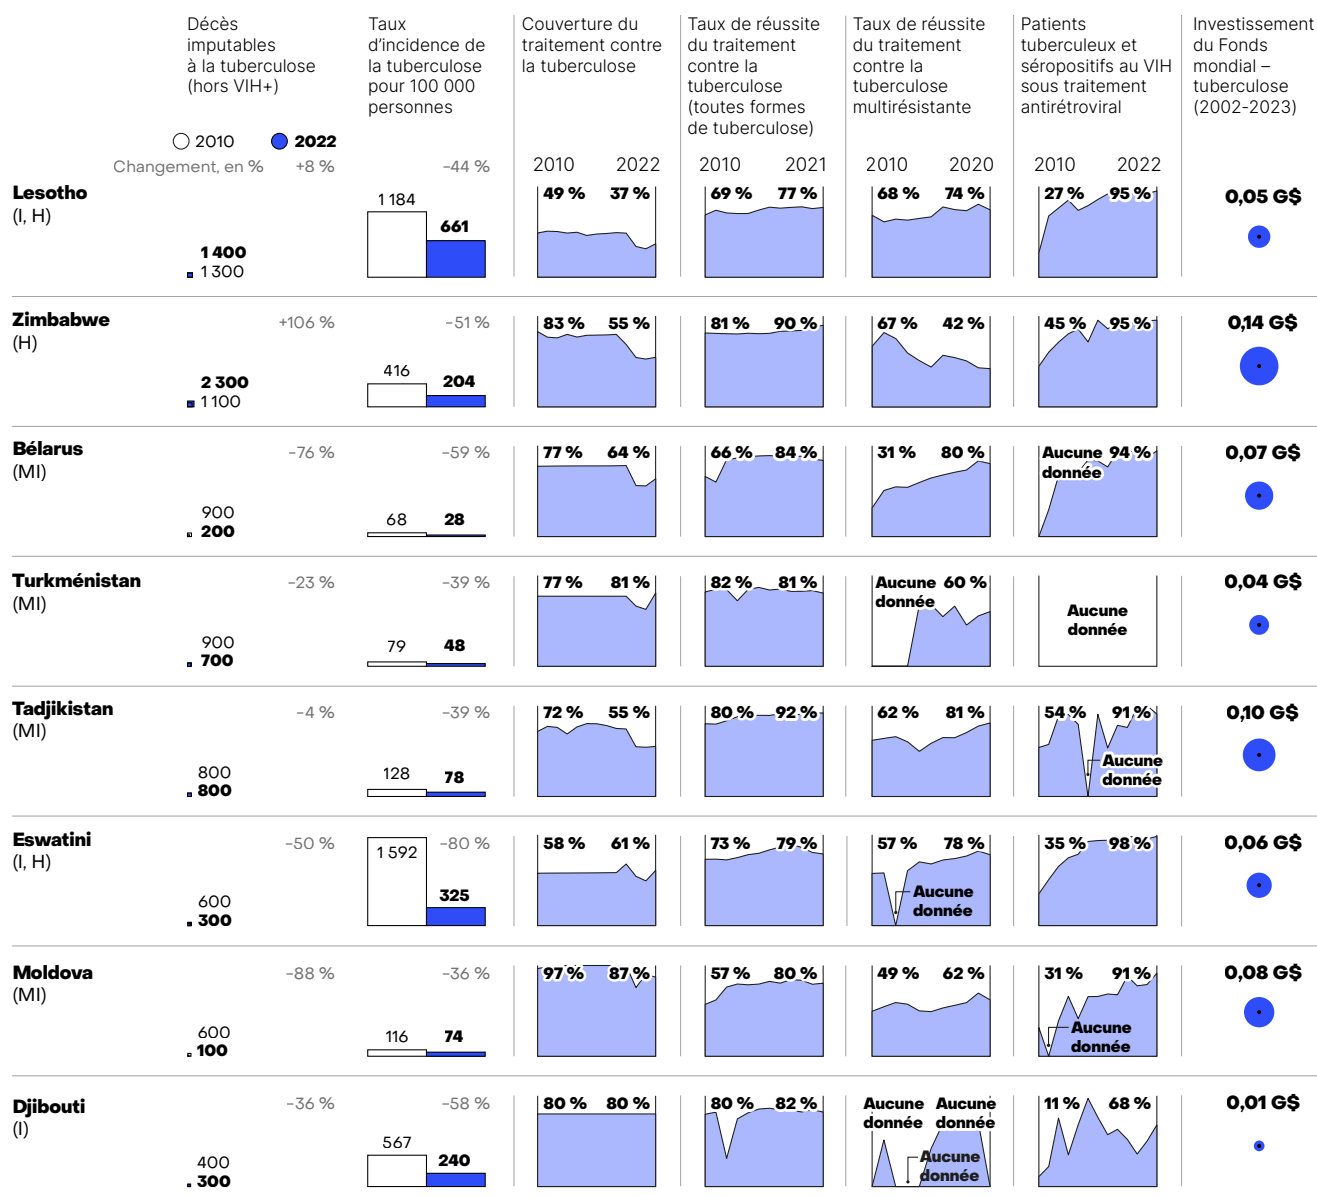 Décès
imputables
à la tuberculose
(hors VIH+)
Taux
d'incidence de
la tuberculose
pour 100 000
personnes
Couverture du
traitement contre
la tuberculose
Taux de réussite
du traitement
contre la
tuberculose
(toutes formes
de tuberculose)
Taux de réussite
du traitement
contre la
tuberculose
multirésistante
Patients
tuberculeux et
séropositifs au VIH
sous traitement
antirétroviral
Investissement
du Fonds
mondial –
tuberculose
(2002-2023)
2010 2022
Changement, en % +8 % -44 % 2010 2022 2010 2021 2010 2020 2010 2022
Lesotho
(I, H)
1 184
661
1 400
1 300
49 % 37 % 69 % 77 % 68 % 74 % 27 % 95 % 0,05 G$
Zimbabwe
(H)
+106 % -51 %
416
204
2 300
1 100
83 % 55 % 81 % 90 % 67 % 42 % 45 % 95 % 0,14 G$
Bélarus
(MI)
-76 % -59 %
900
200
68 28
77 % 64 % 66 % 84 % 31 % 80 % Aucune 94 % 0,07 G$
donnée
Turkménistan
(MI)
-23 % -39 %
900
700
79 48
77 % 81 % 82 % 81 % Aucune 60 % 0,04 G$
donnée
Aucune
donnée
Tadjikistan
(MI)
-4 % -39 %
800
800
128 78
72 % 55 % 80 % 92 % 62 % 81 % 54 % 91 % 0,10 G$
Aucune
donnée
Eswatini
(I, H)
-50 % -80 %
1 592
325
600
300
58 % 61 % 73 % 79 % 57 % 78 % 35 % 98 % 0,06 G$
Aucune
donnée
Moldova
(MI)
-88 % -36 %
600
100
116 74
97 % 87 % 57 % 80 % 49 % 62 % 31 % 91 % 0,08 G$
Aucune
donnée
Djibouti
(I)
-36 % -58 %
567
240
400
300
80 % 80 % 80 % 82 % Aucune Aucune 11 % 68 % 0,01 G$
donnée donnée
Aucune
donnée